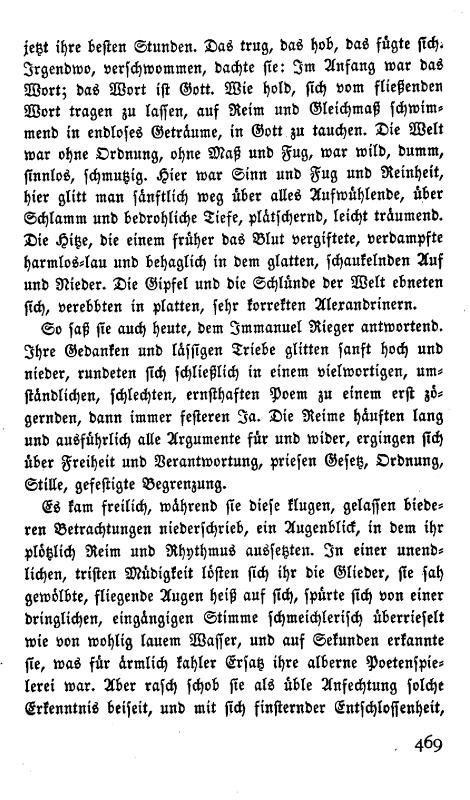 jetzt ihre besten Stunden. Das trug, das hob, das fügte sich.
Irgendwo, verschwommen, dachte sie: Im Anfang war das
Wort; das Wort ist Gott. Wie hold, sich vom fließenden
Wort tragen zu lassen, auf Reim und Gleichmaß schwim-
mend in endloses Geträume, in Gott zu tauchen. Die Welt
war ohne Ordnung, ohne Maß und Fug, war wild, dumm,
sinnlos, schmutzig. Hier war Sinn und Fug und Reinheit,
hier glitt man sänftlich weg über alles Aufwühlende, über
Schlamm und bedrohliche Tiefe, plätschernd, leicht träumend.
Die Hitze, die einem früher das Blut vergiftete, verdampfte
harmlos-lau und behaglich in dem glatten, schaukelnden Auf
und Nieder. Die Gipfel und die Schlünde der Welt ebneten
sich, verebbten in platten, sehr korrekten Alexandrinern.
So saß sie auch heute, dem Immanuel Rieger antwortend.
Ihre Gedanken und lässigen Triebe glitten sanft hoch und
nieder, rundeten sich schließlich in einem vielwortigen, um-
ständlichen, schlechten, ernsthaften Poem zu einem erst zö-
gernden, dann immer festeren Ja. Die Reime häuften lang
und ausführlich alle Argumente für und wider, ergingen sich
über Freiheit und Verantwortung, priesen Gesetz, Ordnung,
Stille, gefestigte Begrenzung.
Es kam freilich, während sie diese klugen, gelassen biede-
ren Betrachtungen niederschrieb, ein Augenblick, in dem ihr
plötzlich Reim und Rhythmus aussetzten. In einer unend-
lichen, tristen Müdigkeit lösten sich ihr die Glieder, sie sah
gewölbte, fliegende Augen heiß auf sich, spürte sich von einer
dringlichen, eingängigen Stimme schmeichlerisch überrieselt
wie von wohlig lauem Wasser, und auf Sekunden erkannte
sie, was für ärmlich kahler Ersatz ihre alberne Poetenspie-
lerei war. Aber rasch schob sie als üble Anfechtung solche
Erkenntnis beiseit, und mit sich finsternder Entschlossenheit,
469